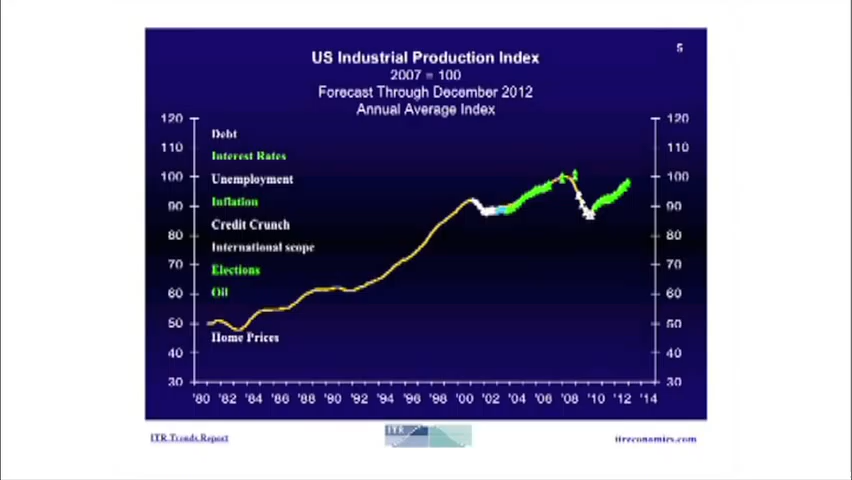 5
US Industrial Production Index
2007 = 100
Forecast Through December 2012
Annual Average Index
120 120
110 110
100 100
90 90
80 80
70 70
60 60
50 50
40 40
30 30
Debt
Interest Rates
Unemployment
Inflation
Credit Crunch
International scope
Elections
Oil
Home Prices
'80 '82 '84 '86 '88 '90 '92 '94 '96 '98 '00 '02 '04 '06 '08 '10 '12 '14
ITR Trends Report
ITR
itreconomics.com